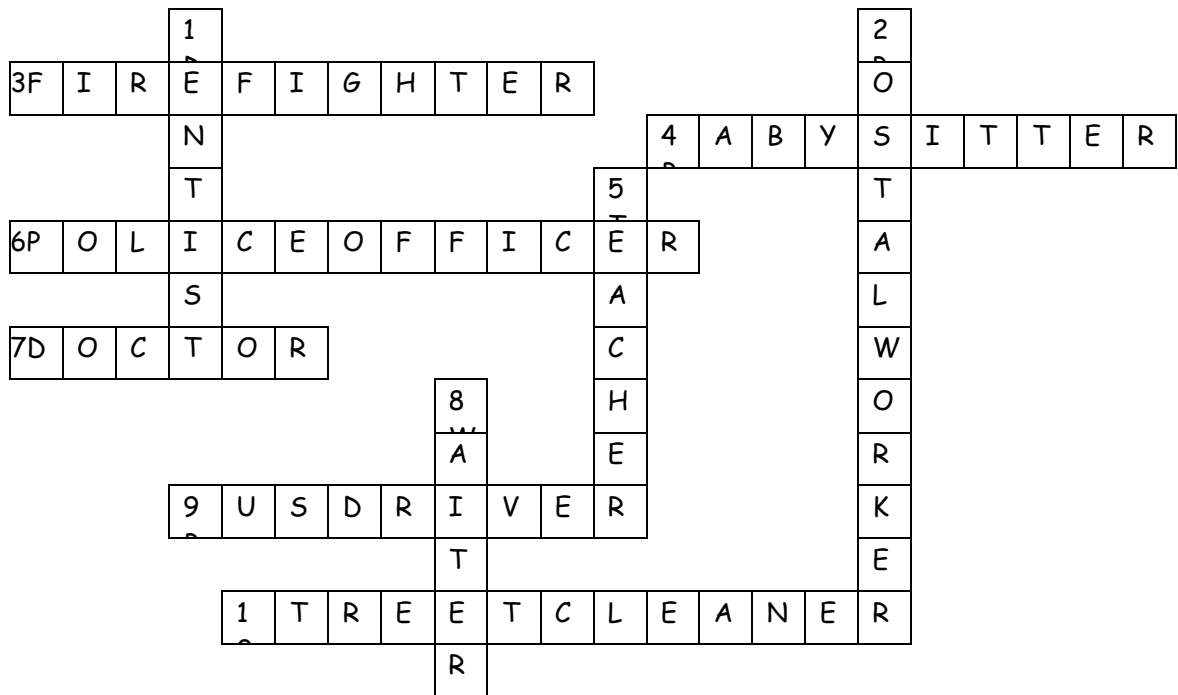 1 2
3F I R E F I G H T E R O
N 4 A B Y S I T T E R
T 5 T
6P O L I C E O F F I C E R A
S A L
7D O C T O R C W
8 H O
A E R
9 U S D R I V E R K
T E
1 T R E E T C L E A N E R
R